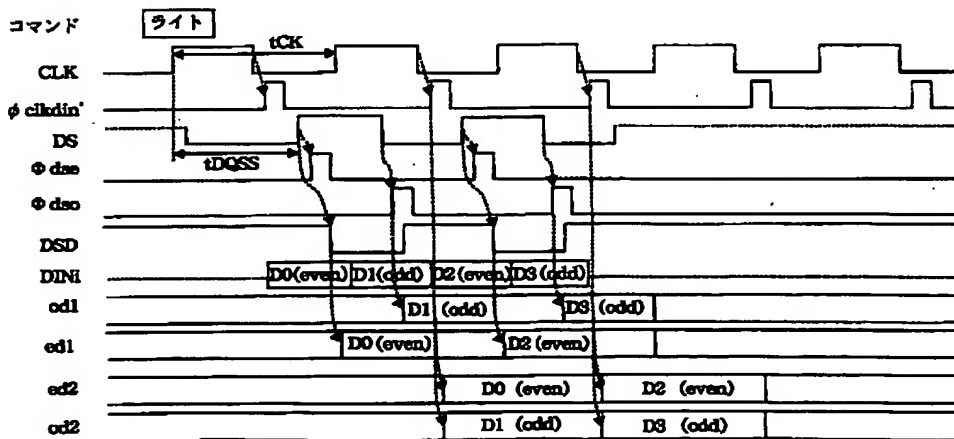 コマンド ライト
tCK
CLK
φ clkdin'
DS
tDQSS
Φ dse
Φ dso
DSD
DINi D0(even) D1(odd) D2(even) D3(odd)
od1 D1 (odd) D3 (odd)
ed1 D0 (even) D2 (even)
ed2 D0 (even) D2 (even)
od2 D1 (odd) D3 (odd)